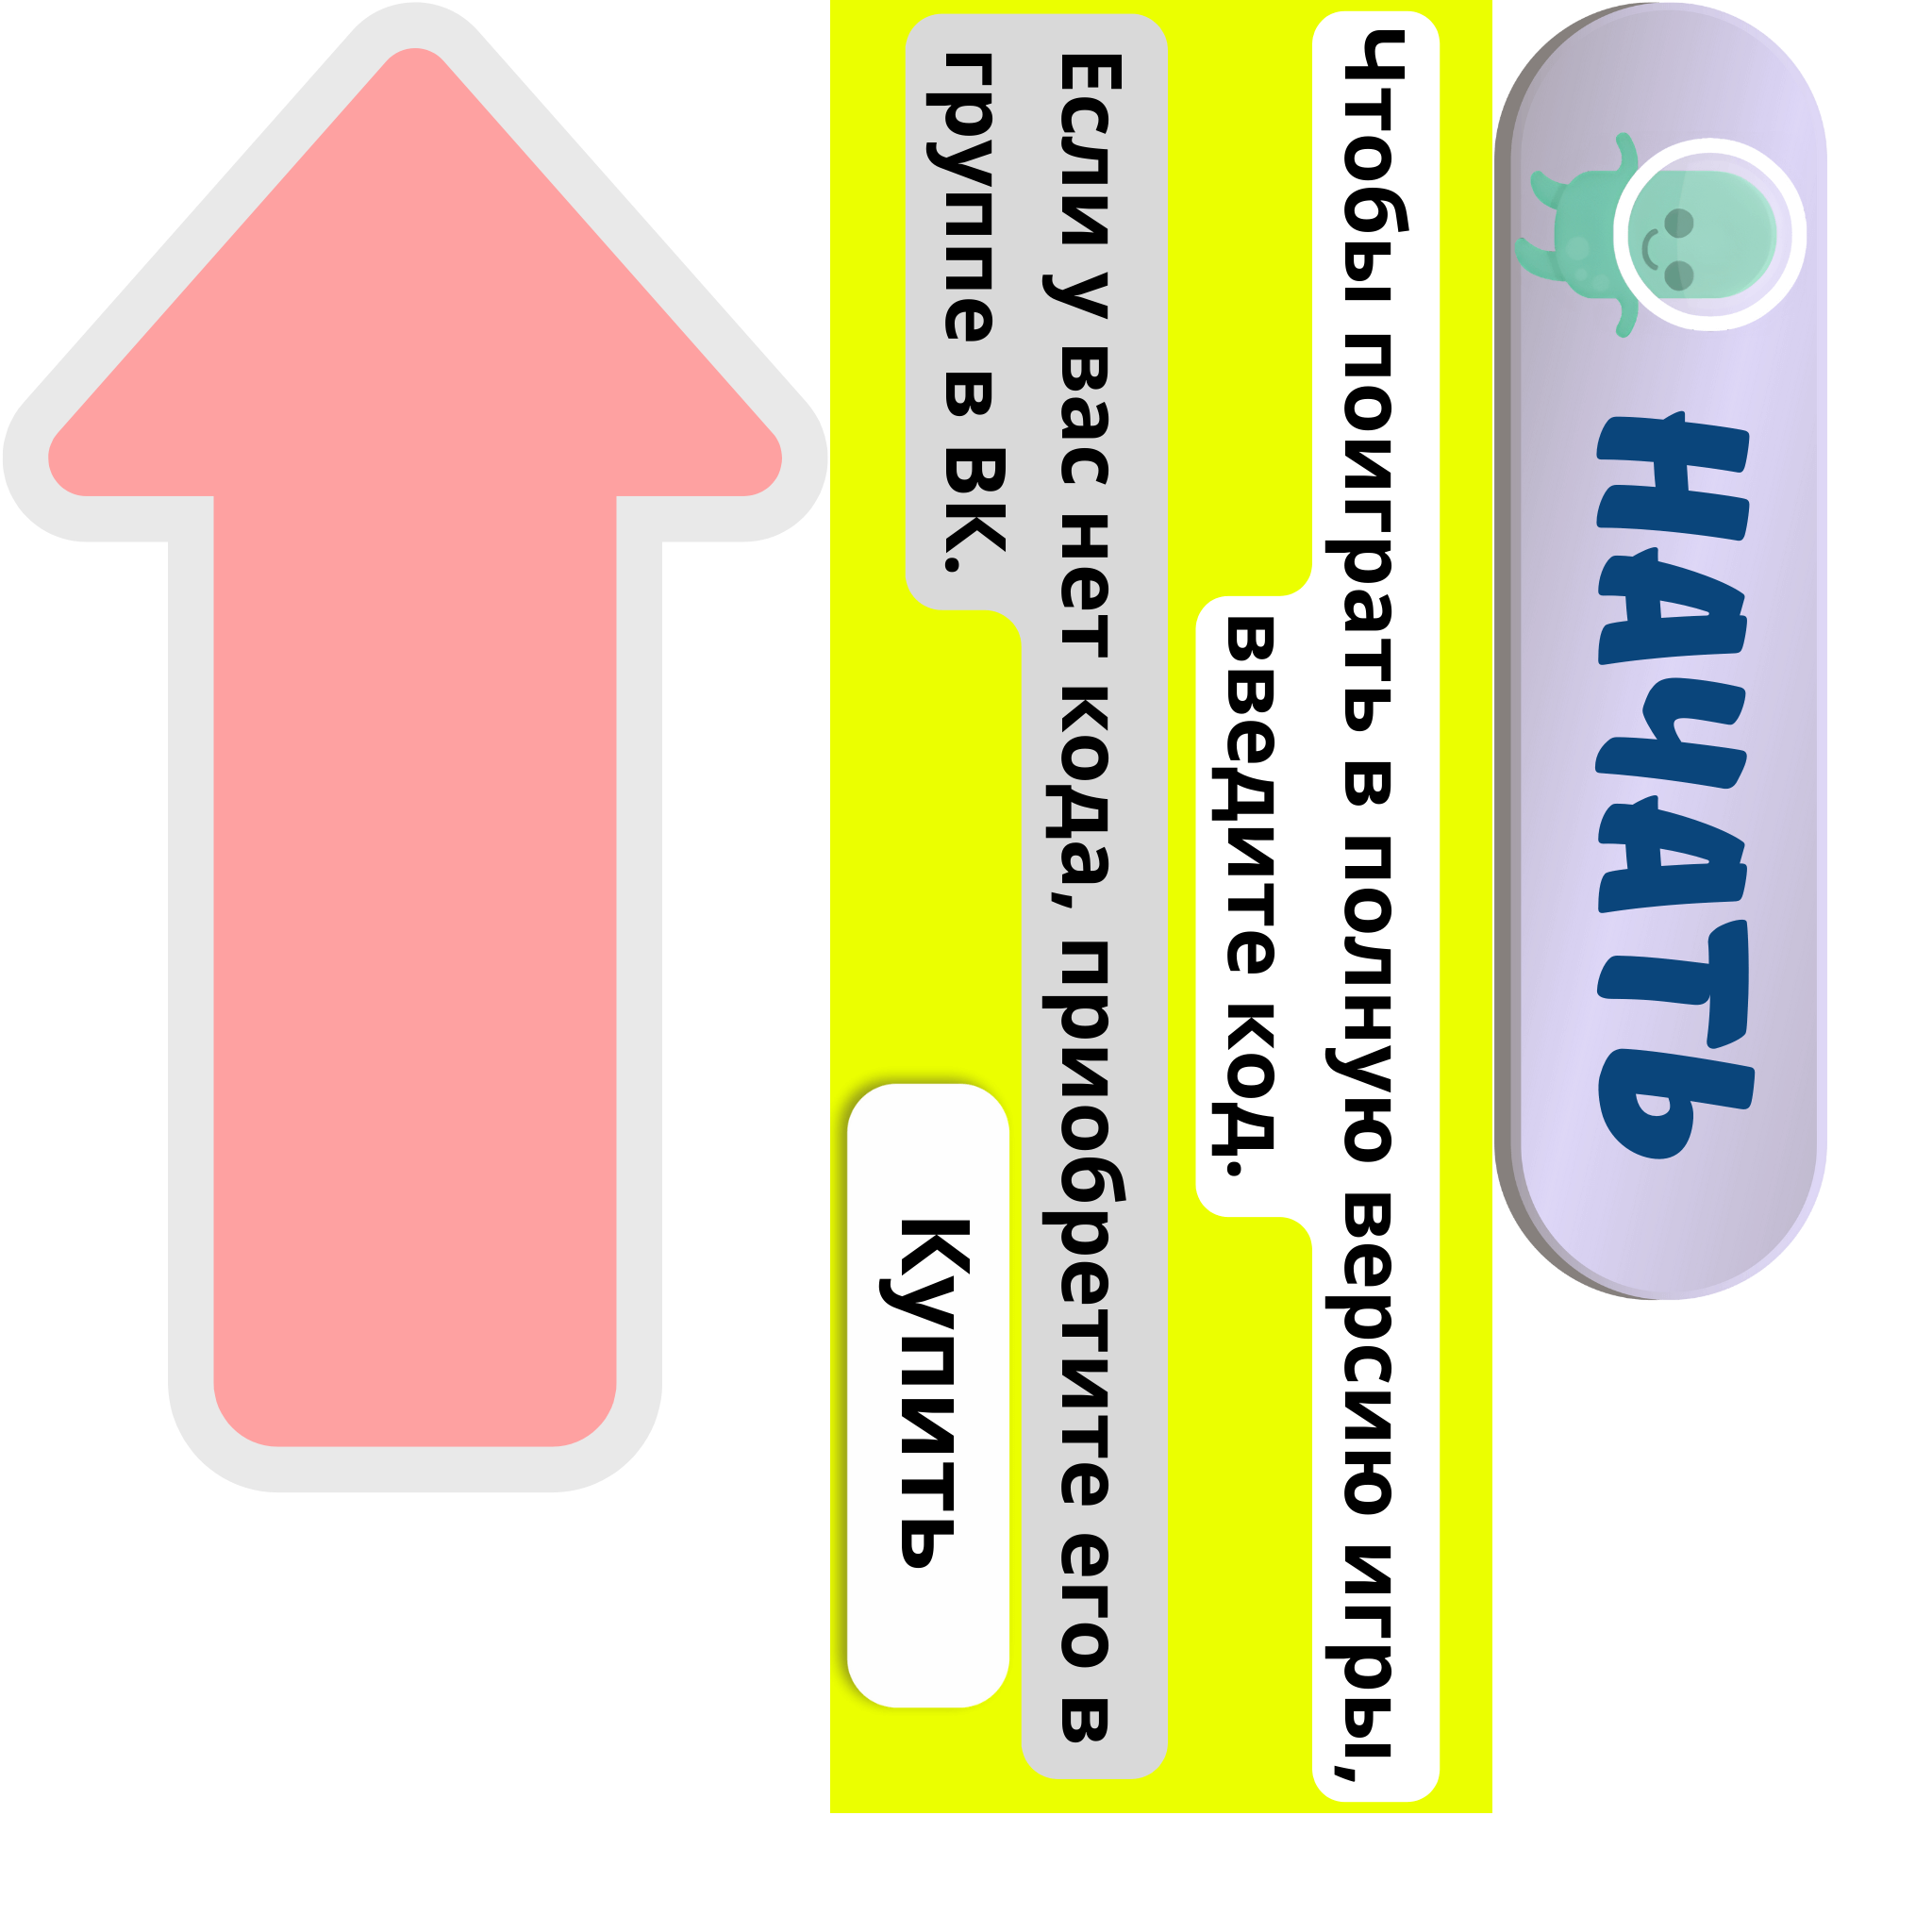 НАЧАТЬ
Чтобы поиграть в полную версию игры,
введите код.
Если у вас нет кода, приобретите его в
группе в ВК.
Купить